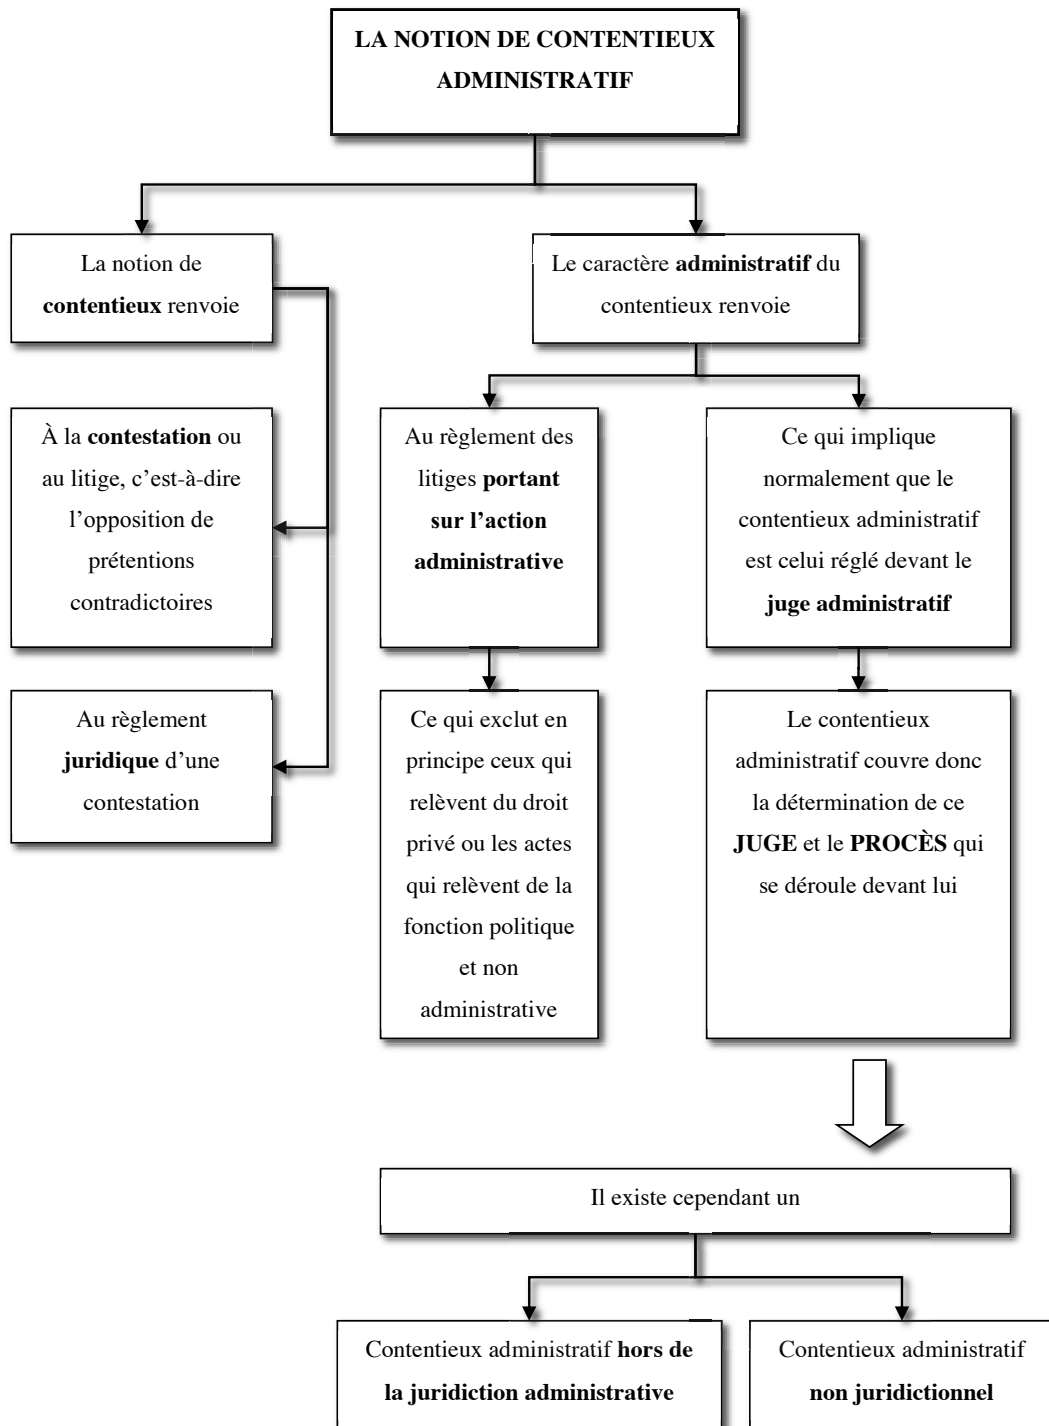 LA NOTION DE CONTENTIEUX
ADMINISTRATIF
La notion de
contentieux renvoie
Le caractère administratif du
contentieux renvoie
À la contestation ou
au litige, c’est-à-dire
l’opposition de
prétentions
contradictoires
Au règlement des
litiges portant
sur l’action
administrative
Ce qui implique
normalement que le
contentieux administratif
est celui réglé devant le
juge administratif
Au règlement
juridique d’une
contestation
Ce qui exclut en
principe ceux qui
relèvent du droit
privé ou les actes
qui relèvent de la
fonction politique
et non
administrative
Le contentieux
administratif couvre donc
la détermination de ce
JUGE et le PROCÈS qui
se déroule devant lui
Il existe cependant un
Contentieux administratif hors de
la juridiction administrative
Contentieux administratif
non juridictionnel